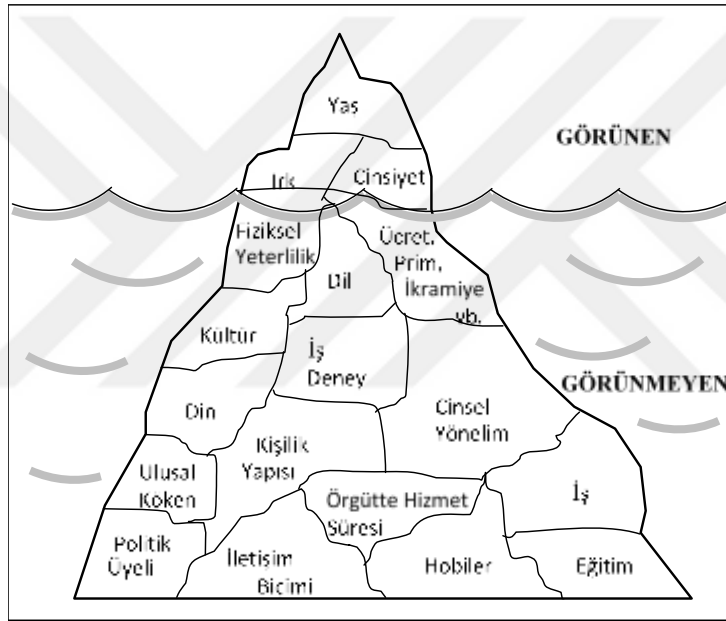 Yaş
GÖRÜNEN
Irk
Cinsiyet
Fiziksel
Yeterlilik
Ücret,
Prim,
İkramiye
vb.
Dil
Kültür
İş
Deney
GÖRÜNMEYEN
Din
Cinsel
Yönelim
Kişilik
Yapısı
Ulusal
Koken
Örgütte Hizmet
Süresi
İş
Politik
Üyeli
İletişim
Biçimi
Hobiler
Eğitim